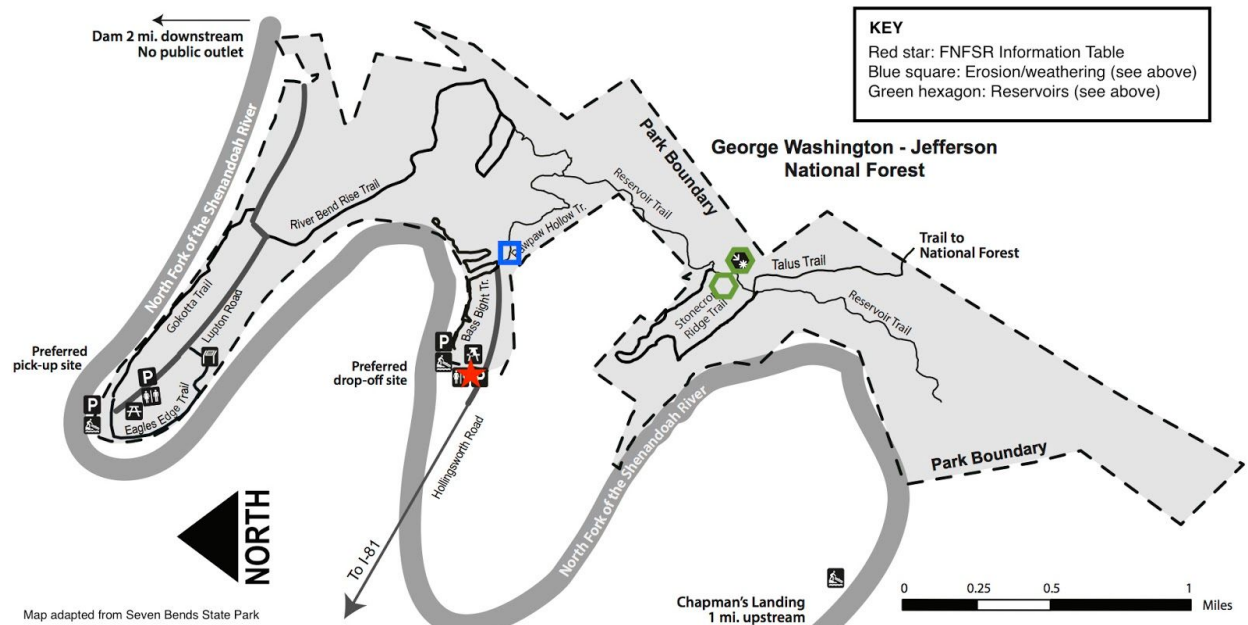 Dam 2 mi. downstream
No public outlet
KEY
Red star: FNFSR Information Table
Blue square: Erosion/weathering (see above)
Green hexagon: Reservoirs (see above)
North Fork of the Shenandoah River
Park Boundary
George Washington - Jefferson
National Forest
River Bend Rise Trail
Reservoir Trail
Hollow Tr.
Trail to
National Forest
Talus Trail
Gokotta Trail
Lupton Road
Bass Bight Tr.
Ridge Trail
Reservoir Trail
Preferred
pick-up site
P
P
P
Preferred
drop-off site
Eagles Edge Trail
Hollingsworth Road
North Fork of the Shenandoah River
Park Boundary
NORTH
To I-81
Chapman's Landing
1 mi. upstream
0 0.25 0.5 1
Miles
Map adapted from Seven Bends State Park